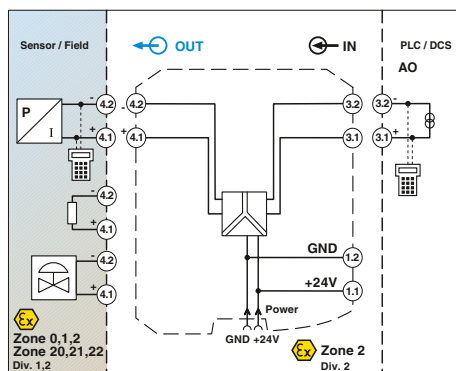 Sensor / Field
OUT
IN
PLC / DCS
AO
- 4.2
4.2 -
3.2
3.2 -
P
I
+ 4.1
4.1 +
3.1
3.1 +
- 4.2
+ 4.1
GND 1.2
- 4.2
+24V 1.1
+ 4.1
Power
GND +24V
Ex
Zone 0,1,2
Zone 20,21,22
Div. 1,2
Ex Zone 2
Div. 2